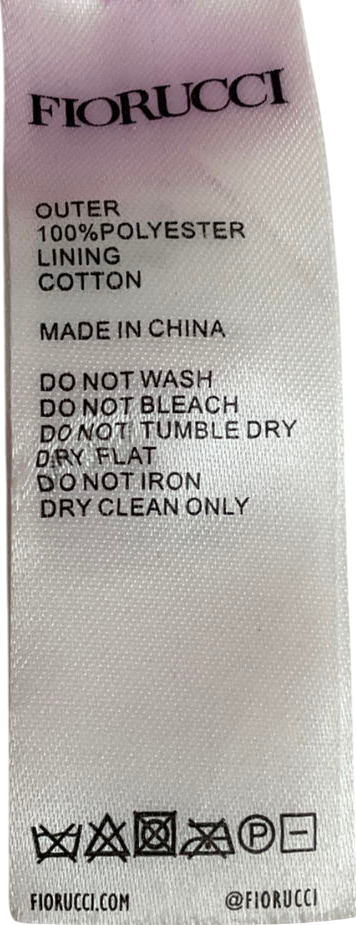 FIORUCCI
OUTER
100%POLYESTER
LINING
COTTON
MADE IN CHINA
DO NOT WASH
DO NOT BLEACH
DO NOT TUMBLE DRY
DRY FLAT
DO NOT IRON
DRY CLEAN ONLY
P
FIORUCCI.COM @FIORUCCI